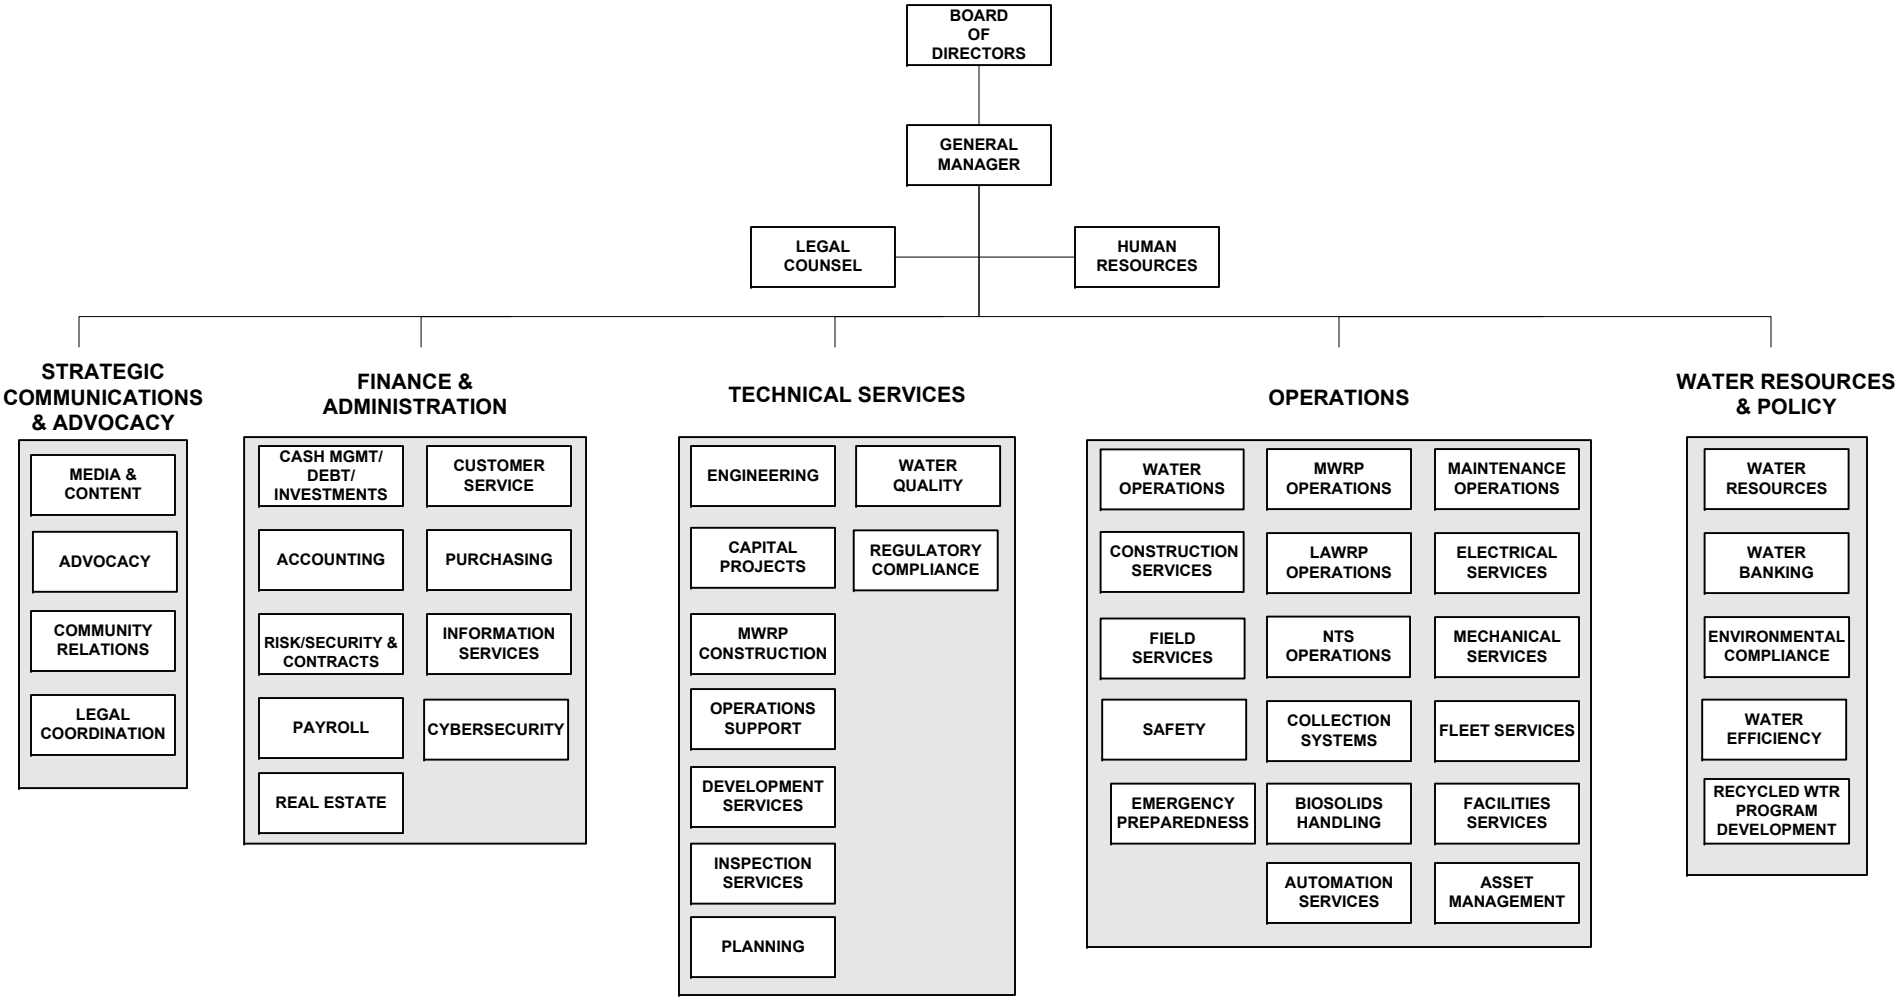 BOARD
OF
DIRECTORS
GENERAL
MANAGER
LEGAL
COUNSEL
HUMAN
RESOURCES
STRATEGIC
COMMUNICATIONS
& ADVOCACY
MEDIA &
CONTENT
ADVOCACY
COMMUNITY
RELATIONS
LEGAL
COORDINATION
FINANCE &
ADMINISTRATION
CASH MGMT/
DEBT/
INVESTMENTS
ACCOUNTING
RISK/SECURITY &
CONTRACTS
PAYROLL
REAL ESTATE
CUSTOMER
SERVICE
PURCHASING
INFORMATION
SERVICES
CYBERSECURITY
TECHNICAL SERVICES
ENGINEERING
CAPITAL
PROJECTS
MWRP
CONSTRUCTION
OPERATIONS
SUPPORT
DEVELOPMENT
SERVICES
INSPECTION
SERVICES
PLANNING
WATER
QUALITY
REGULATORY
COMPLIANCE
OPERATIONS
WATER
OPERATIONS
CONSTRUCTION
SERVICES
FIELD
SERVICES
SAFETY
EMERGENCY
PREPAREDNESS
MWRP
OPERATIONS
LAWRP
OPERATIONS
NTS
OPERATIONS
COLLECTION
SYSTEMS
BIOSOLIDS
HANDLING
AUTOMATION
SERVICES
MAINTENANCE
OPERATIONS
ELECTRICAL
SERVICES
MECHANICAL
SERVICES
FLEET SERVICES
FACILITIES
SERVICES
ASSET
MANAGEMENT
WATER RESOURCES
& POLICY
WATER
RESOURCES
WATER
BANKING
ENVIRONMENTAL
COMPLIANCE
WATER
EFFICIENCY
RECYCLED WTR
PROGRAM
DEVELOPMENT